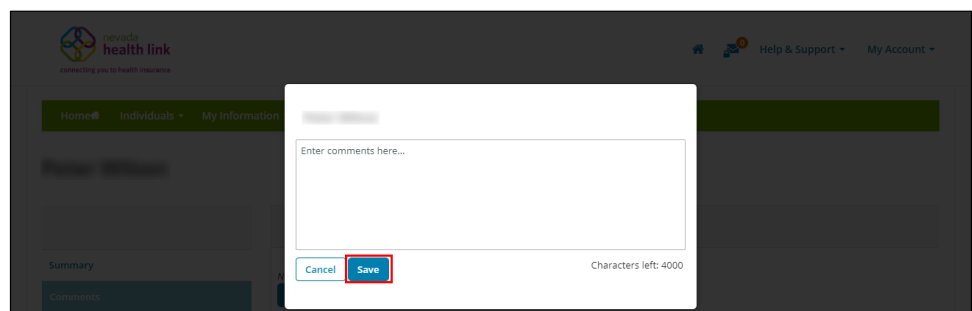 nevada
health link
connecting you to health insurance
0
Help & Support
My Account
Home
Individuals
My Information
Enter comments here...
Cancel
Save
Characters left: 4000
Summary
Comments